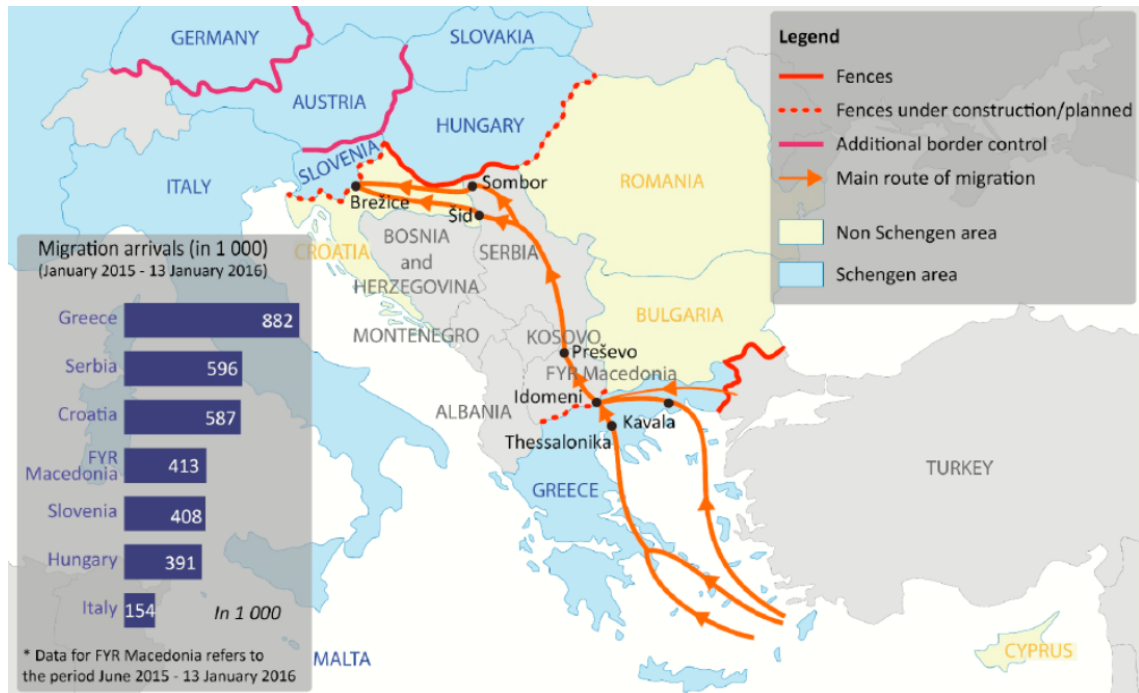 GERMANY
SLOVAKIA
AUSTRIA
HUNGARY
SLOVENIA
ITALY
ROMANIA
Sombor
Brežice
Šid
CROATIA
BOSNIA
and
HERZEGOVINA
SERBIA
MONTENEGRO
KOSOVO
BULGARIA
Preševo
FYR Macedonia
Idomeni
ALBANIA
Kavala
Thessalonika
GREECE
TURKEY
MALTA
CYPRUS
Legend
Fences
Fences under construction/planned
Additional border control
Main route of migration
Non Schengen area
Schengen area
Migration arrivals (in 1 000)
(January 2015 - 13 January 2016)
Greece 882
Serbia 596
Croatia 587
FYR
Macedonia 413
Slovenia 408
Hungary 391
Italy 154
In 1 000
* Data for FYR Macedonia refers to
the period June 2015 - 13 January 2016